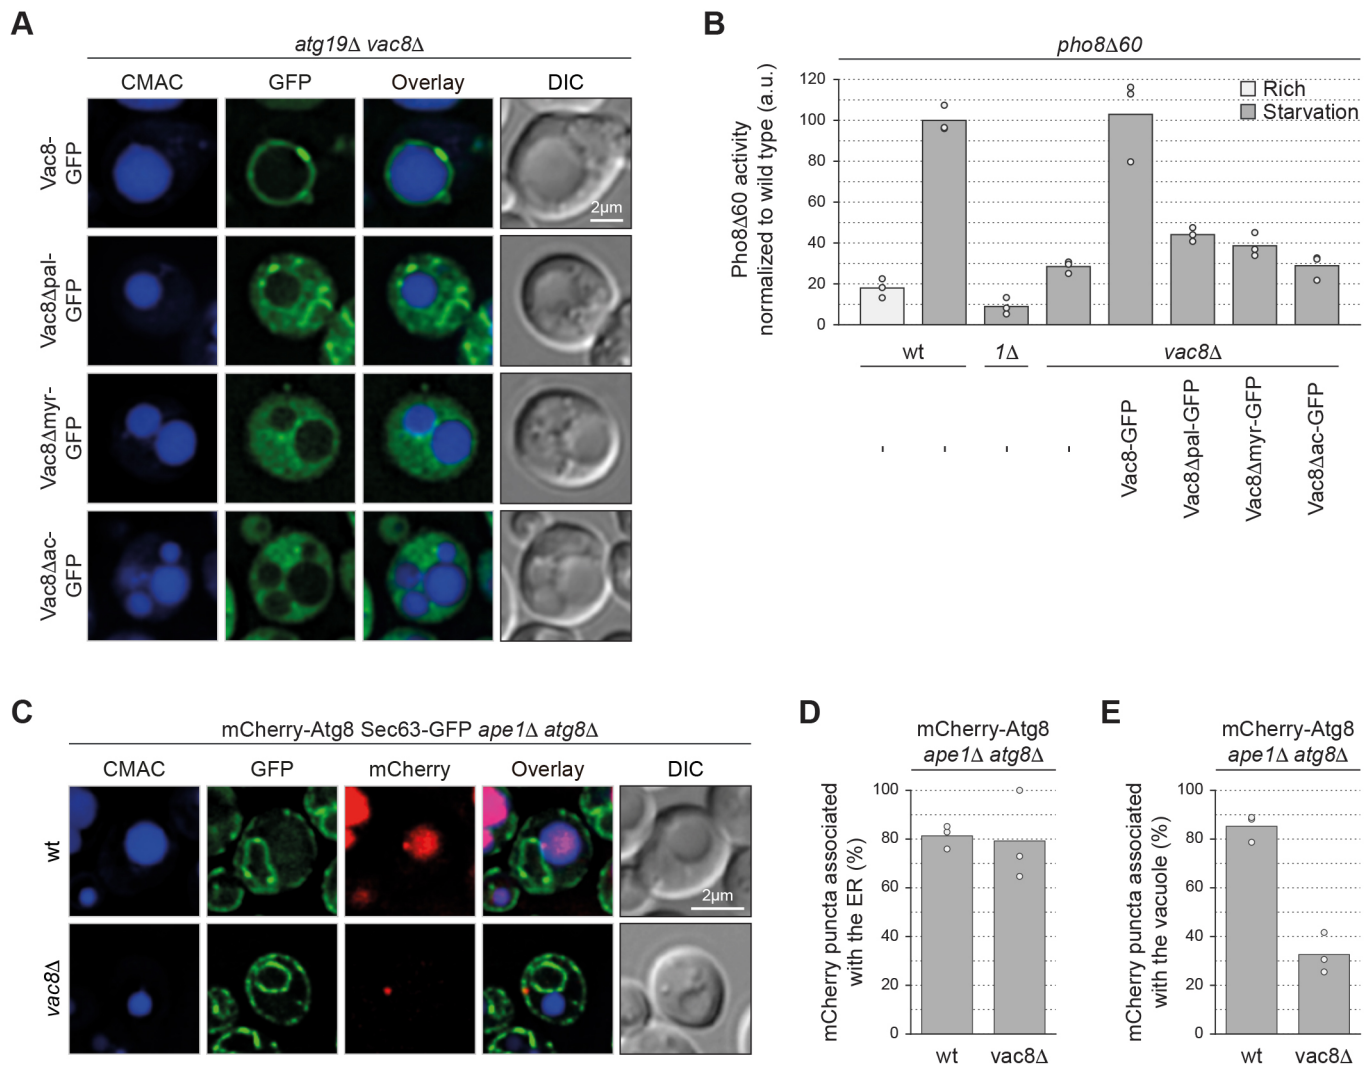 A
atg19Δ vac8Δ
CMAC GFP Overlay DIC
Vac8-
GFP
2µm
Vac8Δpal-
GFP
Vac8Δmyr-
GFP
Vac8Δac-
GFP
B
pho8Δ60
Pho8Δ60 activity
normalized to wild type (a.u.)
120
100
80
60
40
20
0
Rich
Starvation
wt 1Δ vac8Δ
- - - - Vac8-GFP Vac8Δpal-GFP Vac8Δmyr-GFP Vac8Δac-GFP
C
mCherry-Atg8 Sec63-GFP ape1Δ atg8Δ
CMAC GFP mCherry Overlay DIC
wt
2µm
vac8Δ
D
mCherry-Atg8
ape1Δ atg8Δ
mCherry puncta associated
with the ER (%)
100
80
60
40
20
0
wt vac8Δ
E
mCherry-Atg8
ape1Δ atg8Δ
mCherry puncta associated
with the vacuole (%)
100
80
60
40
20
0
wt vac8Δ